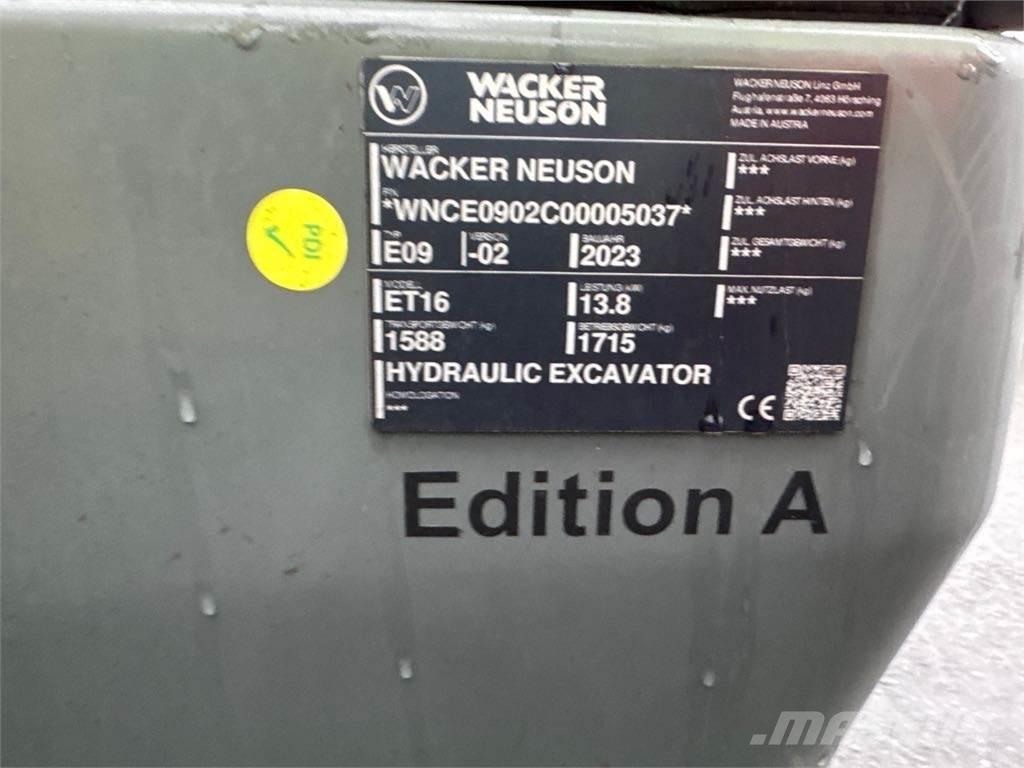 WACKER
NEUSON
WACKER NEUSON Linz GmbH
Flughafenstraße 7, 4063 Hörsching
Austria, www.wackerneuson.com
MADE IN AUSTRIA
HERSTELLER
WACKER NEUSON
FIN
*WNCE0902C00005037*
TYP VERSION BAUJAHR
E09 -02 2023
MODELL LEISTUNG (kW)
ET16 13.8
TRANSPORTGEWICHT (kg) BETRIEBSGEWICHT (kg)
1588 1715
HYDRAULIC EXCAVATOR
HOMOLOGATION
---
ZUL. ACHSLAST VORNE (kg)
***
ZUL. ACHSLAST HINTEN (kg)
***
ZUL. GESAMTGEWICHT (kg)
***
MAX. NUTZLAST (kg)
***
CE
PDI
Edition A